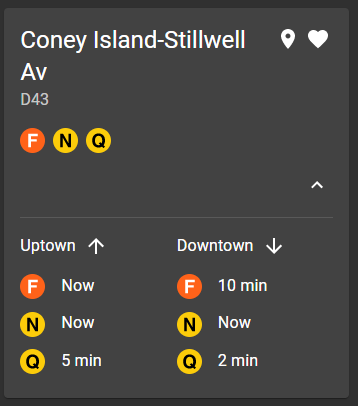 Coney Island-Stillwell
Av
D43
F N Q
Uptown Downtown
F Now F 10 min
N Now N Now
Q 5 min Q 2 min